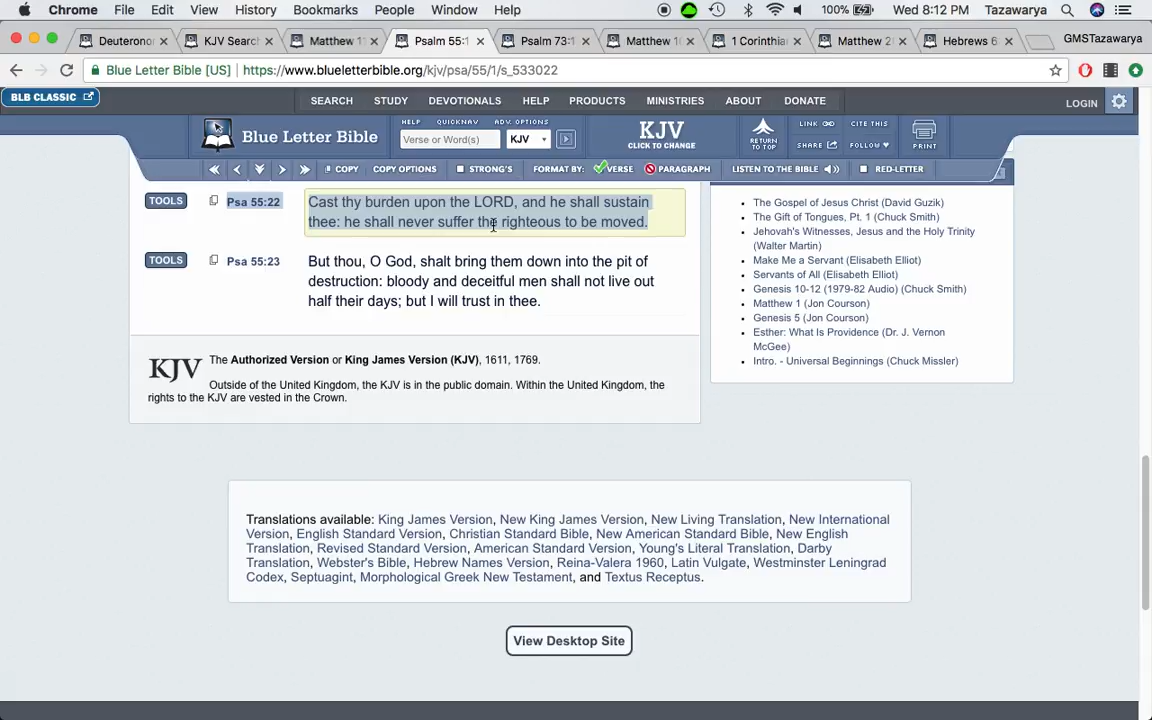 Chrome File Edit View History Bookmarks People Window Help 100% Wed 8:12 PM Tazawarya
Deuteronom KJV Searc Matthew 1 Psalm 55:1 Psalm 73:1 Matthew 1 1 Corinthia Matthew 2 Hebrews 6 GMSTazawarya
Blue Letter Bible [US] https://www.blueletterbible.org/kjv/psa/55/1/s_533022
BLB CLASSIC SEARCH STUDY DEVOTIONALS HELP PRODUCTS MINISTRIES ABOUT DONATE LOGIN
HELP QUICKNAV ADV. OPTIONS
Blue Letter Bible Verse or Word(s) KJV
KJV
CLICK TO CHANGE
RETURN
TO TOP
LINK CITE THIS
SHARE FOLLOW
PRINT
COPY COPY OPTIONS STRONG'S FORMAT BY: VERSE PARAGRAPH LISTEN TO THE BIBLE RED-LETTER
TOOLS Psa 55:22 Cast thy burden upon the LORD, and he shall sustain
thee: he shall never suffer the righteous to be moved.
TOOLS Psa 55:23 But thou, O God, shalt bring them down into the pit of
destruction: bloody and deceitful men shall not live out
half their days; but I will trust in thee.
KJV The Authorized Version or King James Version (KJV), 1611, 1769.
Outside of the United Kingdom, the KJV is in the public domain. Within the United Kingdom, the
rights to the KJV are vested in the Crown.
The Gospel of Jesus Christ (David Guzik)
The Gift of Tongues, Pt. 1 (Chuck Smith)
Jehovah's Witnesses, Jesus and the Holy Trinity
(Walter Martin)
Make Me a Servant (Elisabeth Elliot)
Servants of All (Elisabeth Elliot)
Genesis 10-12 (1979-82 Audio) (Chuck Smith)
Matthew 1 (Jon Courson)
Genesis 5 (Jon Courson)
Esther: What Is Providence (Dr. J. Vernon
McGee)
Intro. - Universal Beginnings (Chuck Missler)
Translations available: King James Version, New King James Version, New Living Translation, New International
Version, English Standard Version, Christian Standard Bible, New American Standard Bible, New English
Translation, Revised Standard Version, American Standard Version, Young's Literal Translation, Darby
Translation, Webster's Bible, Hebrew Names Version, Reina-Valera 1960, Latin Vulgate, Westminster Leningrad
Codex, Septuagint, Morphological Greek New Testament, and Textus Receptus.
View Desktop Site